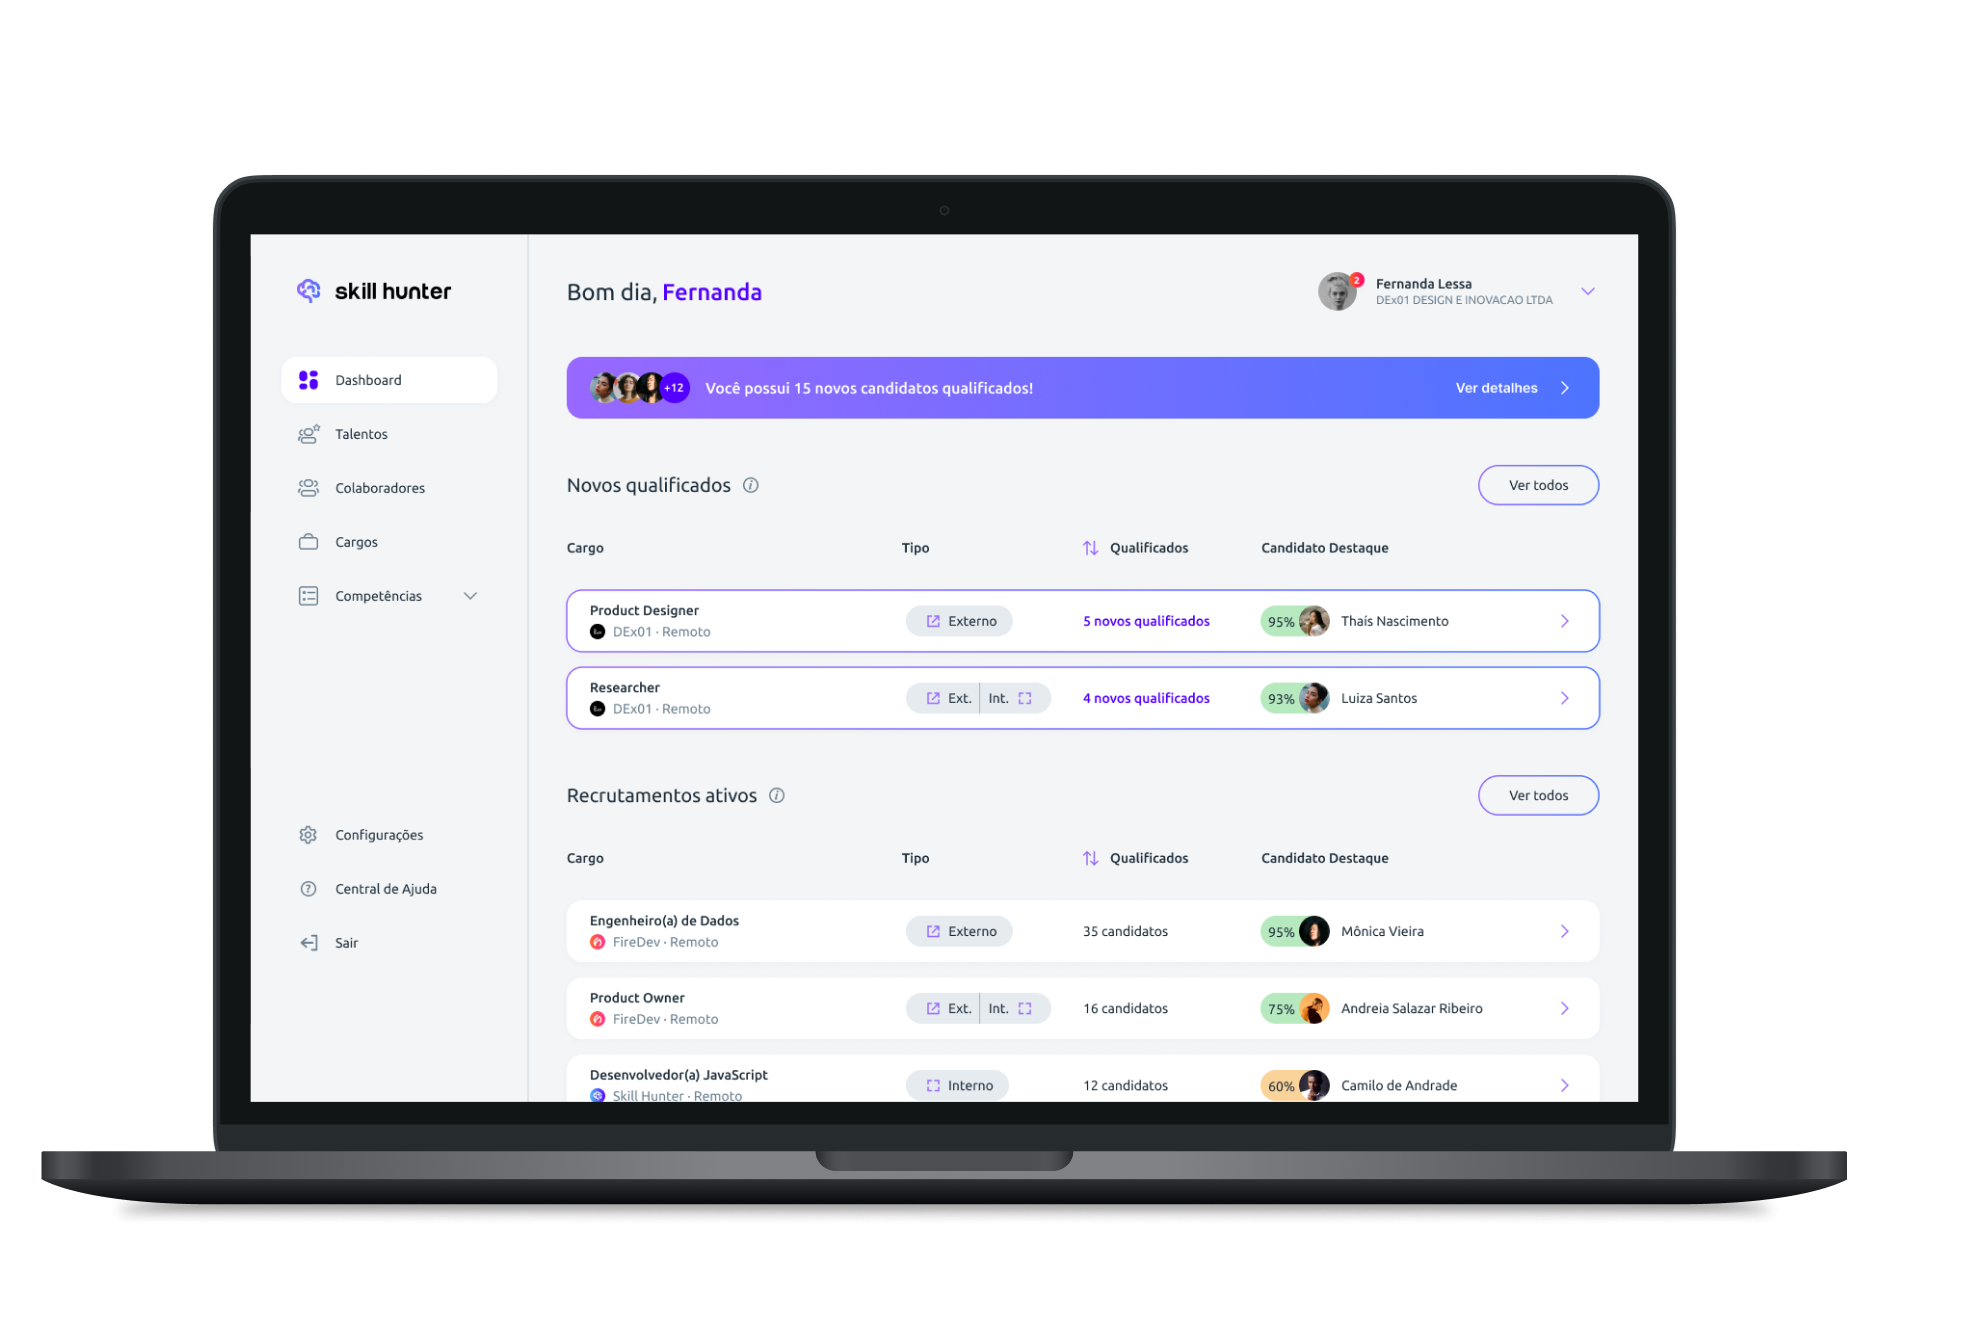 skill hunter
Bom dia, Fernanda
2
Fernanda Lessa
DEx01 DESIGN E INOVACAO LTDA
Dashboard
Talentos
Colaboradores
Cargos
Competências
Configurações
Central de Ajuda
Sair
+12 Você possui 15 novos candidatos qualificados! Ver detalhes
Novos qualificados Ver todos
Cargo Tipo Qualificados Candidato Destaque
Product Designer
DEx01 · Remoto
Externo 5 novos qualificados 95% Thaís Nascimento
Researcher
DEx01 · Remoto
Ext. Int. 4 novos qualificados 93% Luiza Santos
Recrutamentos ativos Ver todos
Cargo Tipo Qualificados Candidato Destaque
Engenheiro(a) de Dados
FireDev · Remoto
Externo 35 candidatos 95% Mônica Vieira
Product Owner
FireDev · Remoto
Ext. Int. 16 candidatos 75% Andreia Salazar Ribeiro
Desenvolvedor(a) JavaScript
Skill Hunter · Remoto
Interno 12 candidatos 60% Camilo de Andrade